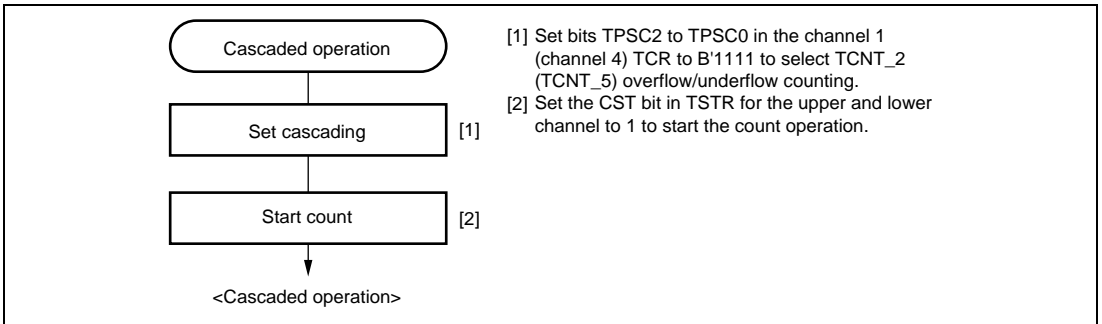 Cascaded operation
Set cascading
[1]
Start count
[2]
<Cascaded operation>
[1] Set bits TPSC2 to TPSC0 in the channel 1
(channel 4) TCR to B'1111 to select TCNT_2
(TCNT_5) overflow/underflow counting.
[2] Set the CST bit in TSTR for the upper and lower
channel to 1 to start the count operation.